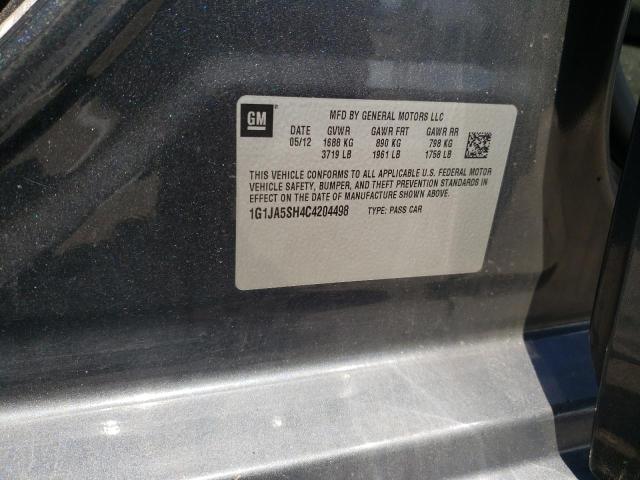 GM
MFD BY GENERAL MOTORS LLC
DATE GVWR GAWR FRT GAWR RR
05/12 1688 KG 890 KG 798 KG
3719 LB 1961 LB 1758 LB
THIS VEHICLE CONFORMS TO ALL APPLICABLE U.S. FEDERAL MOTOR
VEHICLE SAFETY, BUMPER, AND THEFT PREVENTION STANDARDS IN
EFFECT ON THE DATE OF MANUFACTURE SHOWN ABOVE.
1G1JA5SH4C4204498 TYPE: PASS CAR